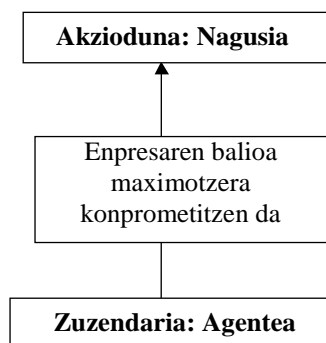 Akzioduna: Nagusia
Enpresaren balioa
maximotzera
konprometitzen da
Zuzendaria: Agentea